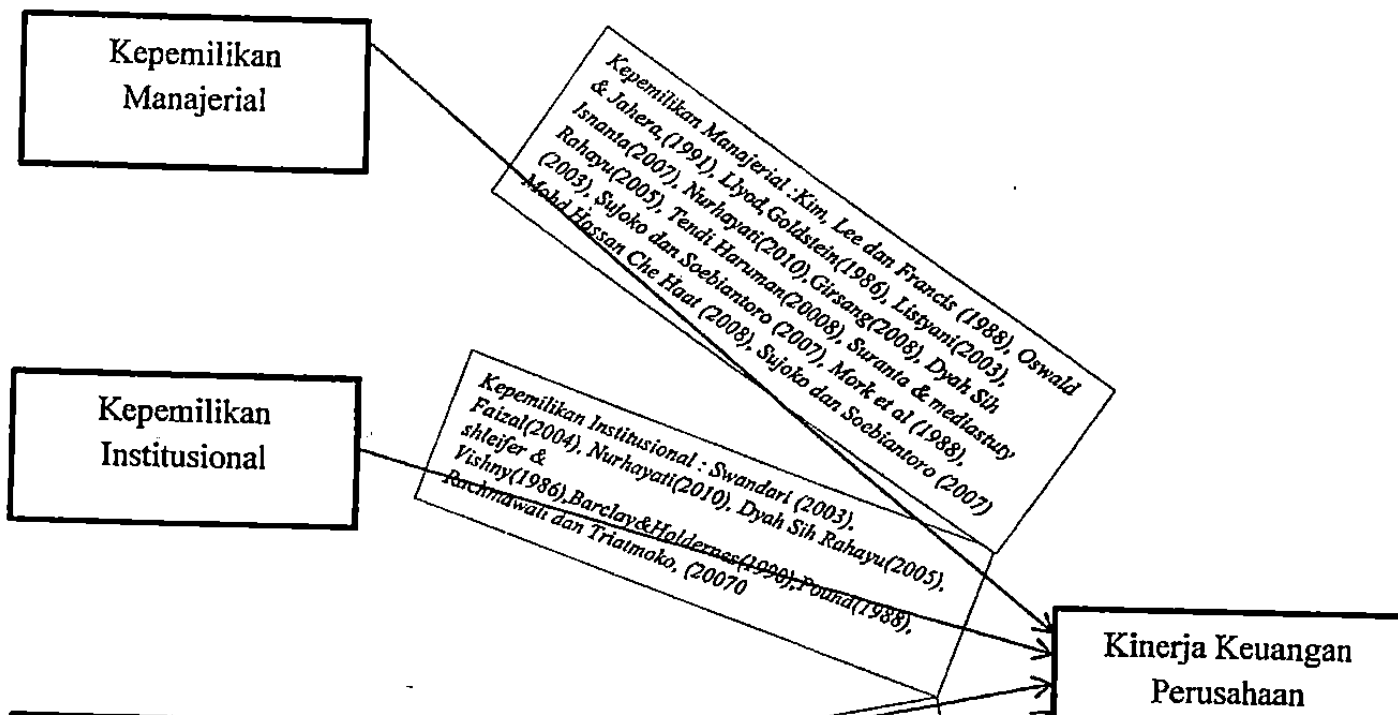 Kepemilikan
Manajerial
Kepemilikan Manajerial :Kim, Lee dan Francis (1988), Oswald
& Jahera,(1991), Llyod,Goldstein(1986), Listyani(2003),
Isnanta(2007), Nurhayati(2010),Girsang(2008), Dyah Sih
Rahayu(2005), Tendi Haruman(20008), Suranta & mediastuty
(2003), Sujoko dan Soebiantoro (2007), Mork et al (1988),
Mohd Hassan Che Haat (2008), Sujoko dan Soebiantoro (2007)
Kepemilikan
Institusional
Kepemilikan Institusional : Swandari (2003),
Faizal(2004), Nurhayati(2010), Dyah Sih Rahayu(2005),
shleifer &
Vishny(1986),Barclay&Holdernes(1990),Pound(1988),
Rachmawati dan Triatmoko, (20070
Kinerja Keuangan
Perusahaan